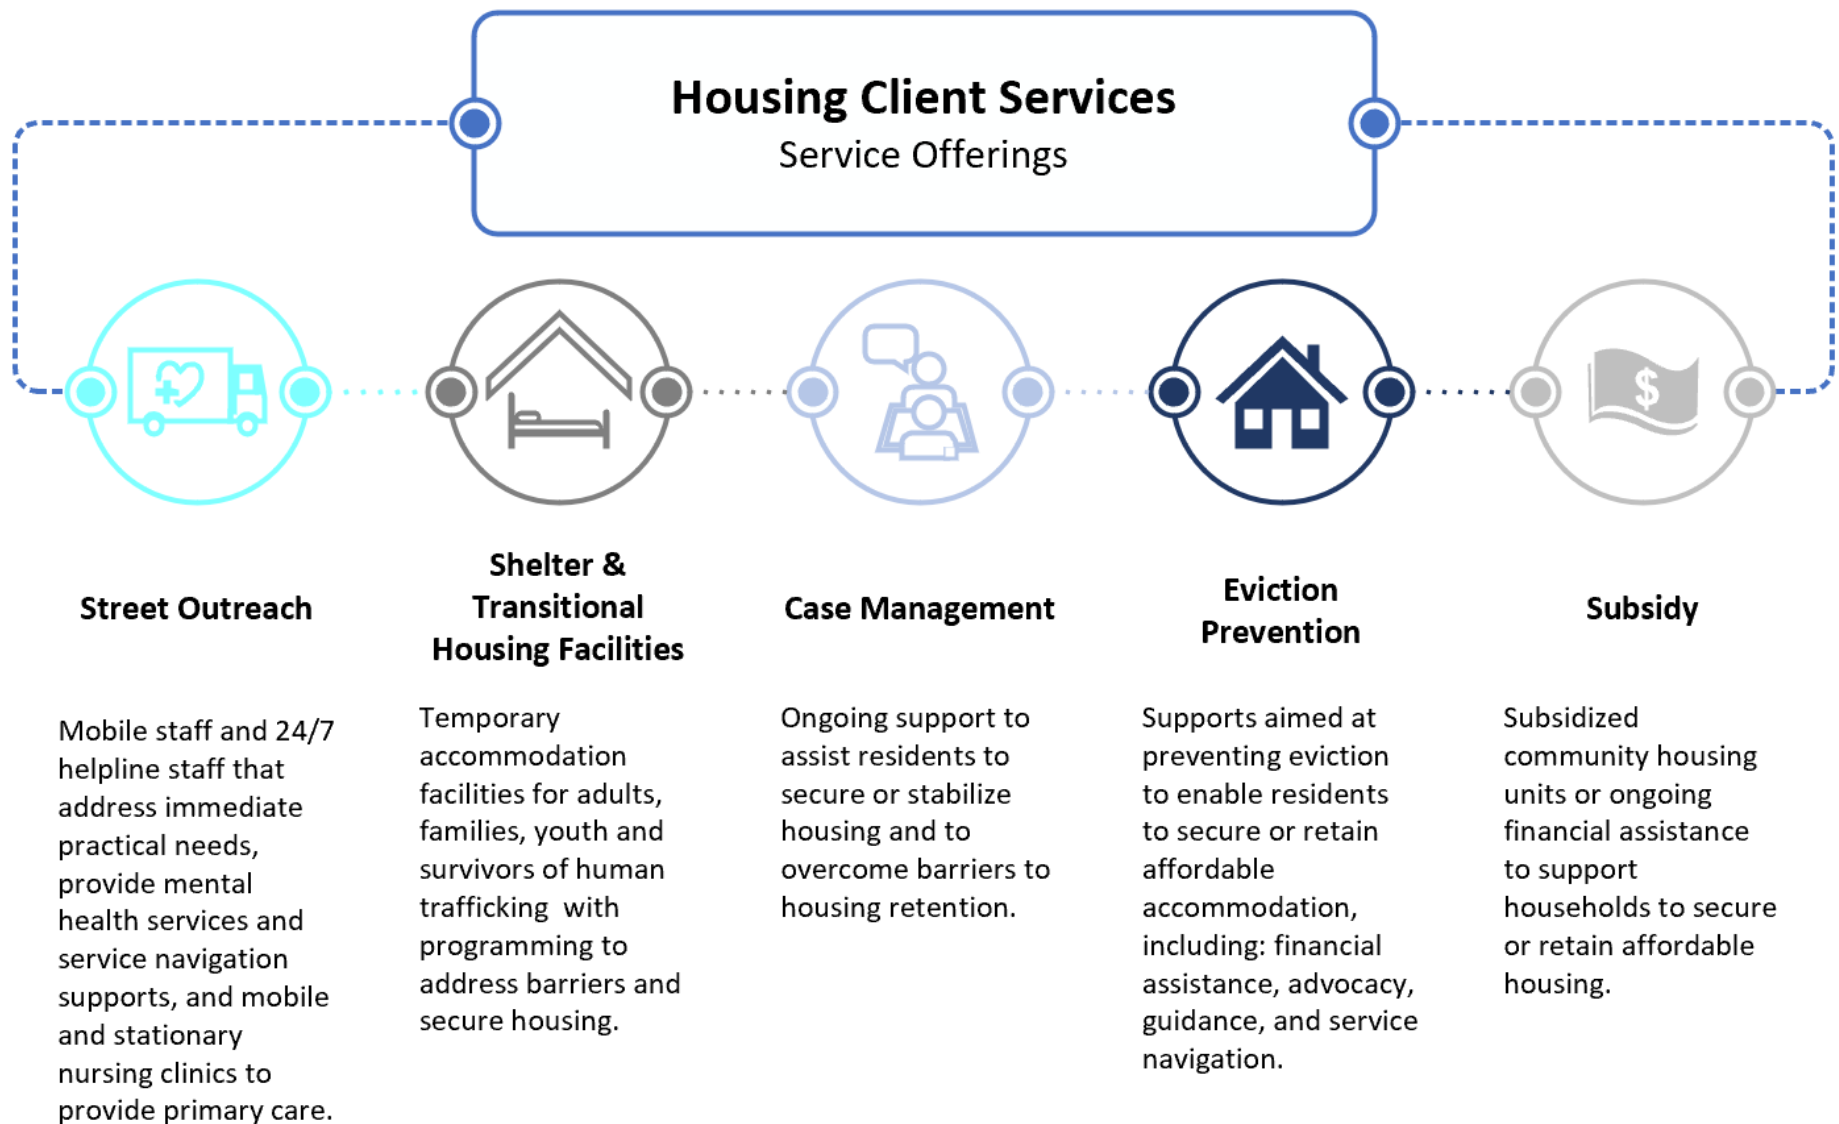 Housing Client Services
Service Offerings
$
Street Outreach
Mobile staff and 24/7
helpline staff that
address immediate
practical needs,
provide mental
health services and
service navigation
supports, and mobile
and stationary
nursing clinics to
provide primary care.
Shelter &
Transitional
Housing Facilities
Temporary
accommodation
facilities for adults,
families, youth and
survivors of human
trafficking  with
programming to
address barriers and
secure housing.
Case Management
Ongoing support to
assist residents to
secure or stabilize
housing and to
overcome barriers to
housing retention.
Eviction
Prevention
Supports aimed at
preventing eviction
to enable residents
to secure or retain
affordable
accommodation,
including: financial
assistance, advocacy,
guidance, and service
navigation.
Subsidy
Subsidized
community housing
units or ongoing
financial assistance
to support
households to secure
or retain affordable
housing.